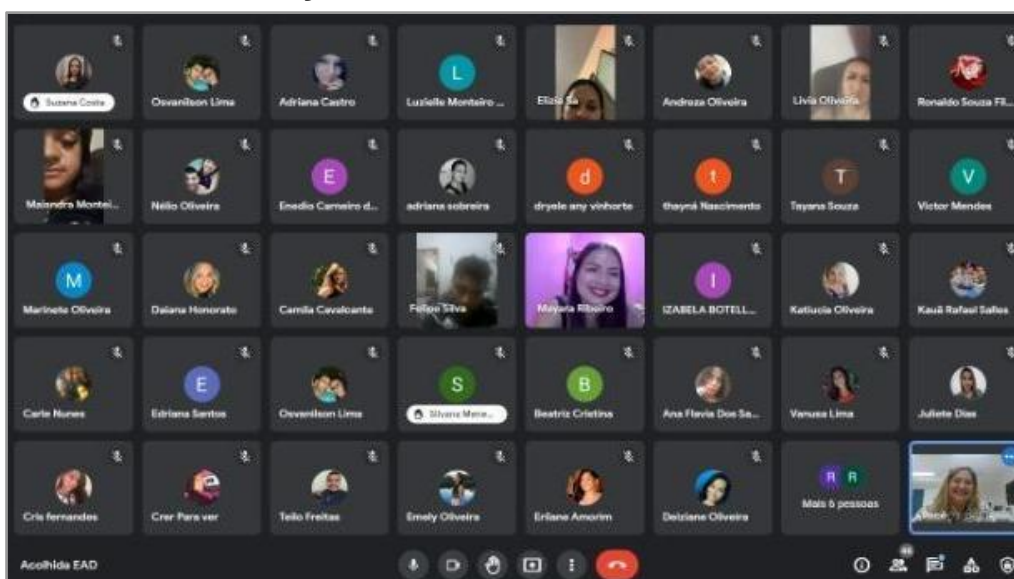 Suzana Costa
Osvanilson Lima
Adriana Castro
L
Luzielle Monteiro ...
Elizia Sa
Andreza Oliveira
Livia Oliveira
Ronaldo Souza Fil...
Maiandra Montei...
Nélio Oliveira
E
Enedio Carneiro d...
adriana sobreira
d
dryele any vinhorte
t
thayná Nascimento
T
Tayana Souza
V
Victor Mendes
M
Marinete Oliveira
Daiana Honorato
Camila Cavalcante
Felipe Silva
Mayara Ribeiro
I
IZABELA BOTELL...
Katiucia Oliveira
Kauã Rafael Salles
Carle Nunes
E
Edriana Santos
Osvanilson Lima
S
Silvana Mene...
B
Beatriz Cristina
Ana Flavia Dos Sa...
Vanusa Lima
Juliete Dias
Cris fernandes
Crer Para ver
Telio Freitas
Emely Oliveira
Erliane Amorim
Deiziane Oliveira
R R
Mais 6 pessoas
Você
Acolhida EAD